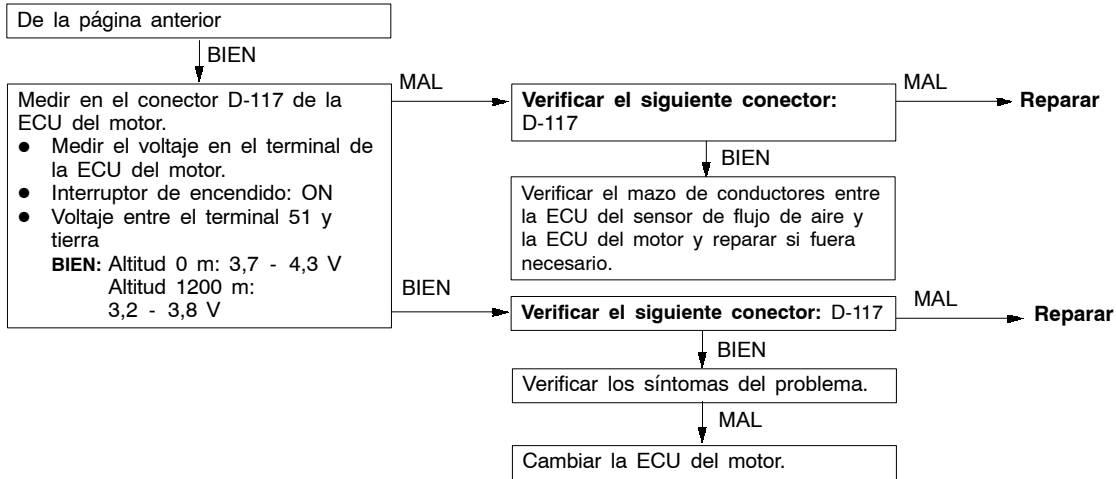 De la página anterior
BIEN
Medir en el conector D-117 de la
ECU del motor.
● Medir el voltaje en el terminal de
la ECU del motor.
● Interruptor de encendido: ON
● Voltaje entre el terminal 51 y
tierra
BIEN: Altitud 0 m: 3,7 - 4,3 V
Altitud 1200 m:
3,2 - 3,8 V
MAL
Verificar el siguiente conector:
D-117
MAL
Reparar
BIEN
Verificar el mazo de conductores entre
la ECU del sensor de flujo de aire y
la ECU del motor y reparar si fuera
necesario.
BIEN
Verificar el siguiente conector: D-117
MAL
Reparar
BIEN
Verificar los síntomas del problema.
MAL
Cambiar la ECU del motor.